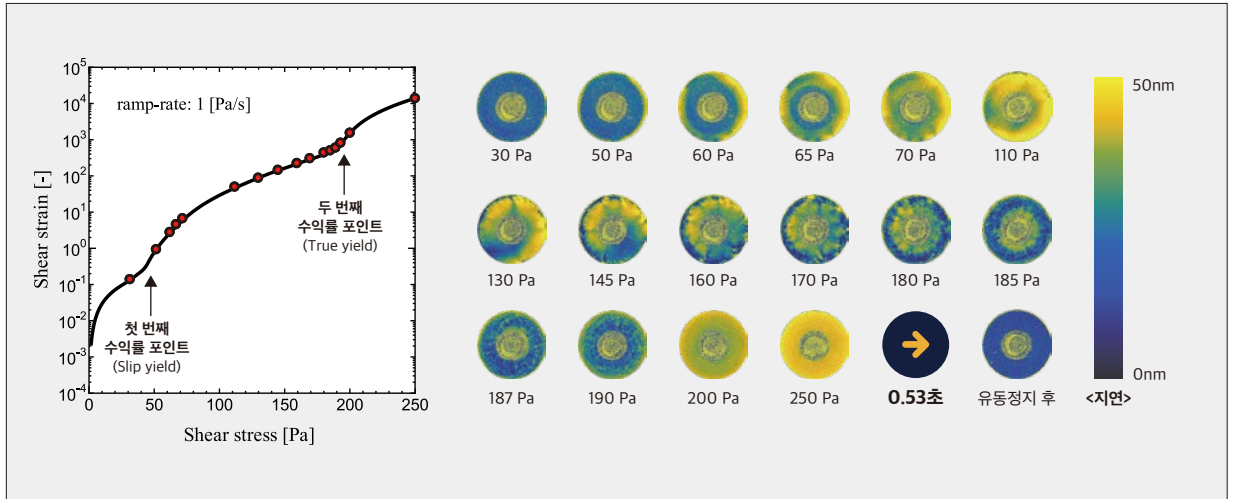 10^5
10^4
10^3
10^2
10^1
10^0
10^-1
10^-2
10^-3
10^-4
Shear strain [-]
ramp-rate: 1 [Pa/s]
두 번째
수익률 포인트
(True yield)
첫 번째
수익률 포인트
(Slip yield)
0 50 100 150 200 250
Shear stress [Pa]
30 Pa 50 Pa 60 Pa 65 Pa 70 Pa 110 Pa
130 Pa 145 Pa 160 Pa 170 Pa 180 Pa 185 Pa
187 Pa 190 Pa 200 Pa 250 Pa 0.53초 유동정지 후
50nm
0nm
<지연>